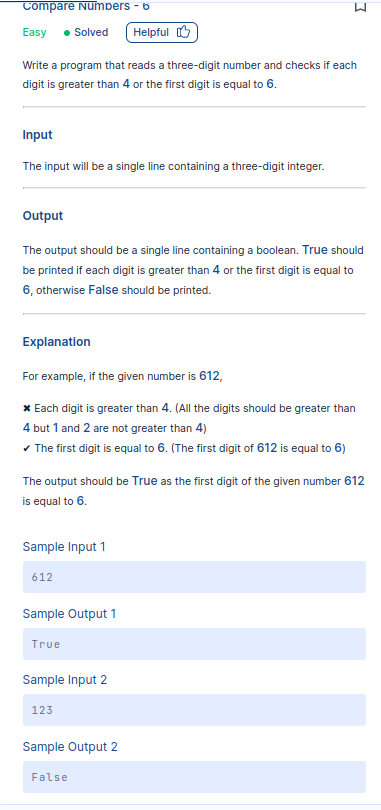 Compare Numbers - 6
Easy
Solved
Helpful
Write a program that reads a three-digit number and checks if each
digit is greater than 4 or the first digit is equal to 6.
Input
The input will be a single line containing a three-digit integer.
Output
The output should be a single line containing a boolean. True should
be printed if each digit is greater than 4 or the first digit is equal to
6, otherwise False should be printed.
Explanation
For example, if the given number is 612,
✖ Each digit is greater than 4. (All the digits should be greater than
4 but 1 and 2 are not greater than 4)
✔ The first digit is equal to 6. (The first digit of 612 is equal to 6)
The output should be True as the first digit of the given number 612
is equal to 6.
Sample Input 1
612
Sample Output 1
True
Sample Input 2
123
Sample Output 2
False